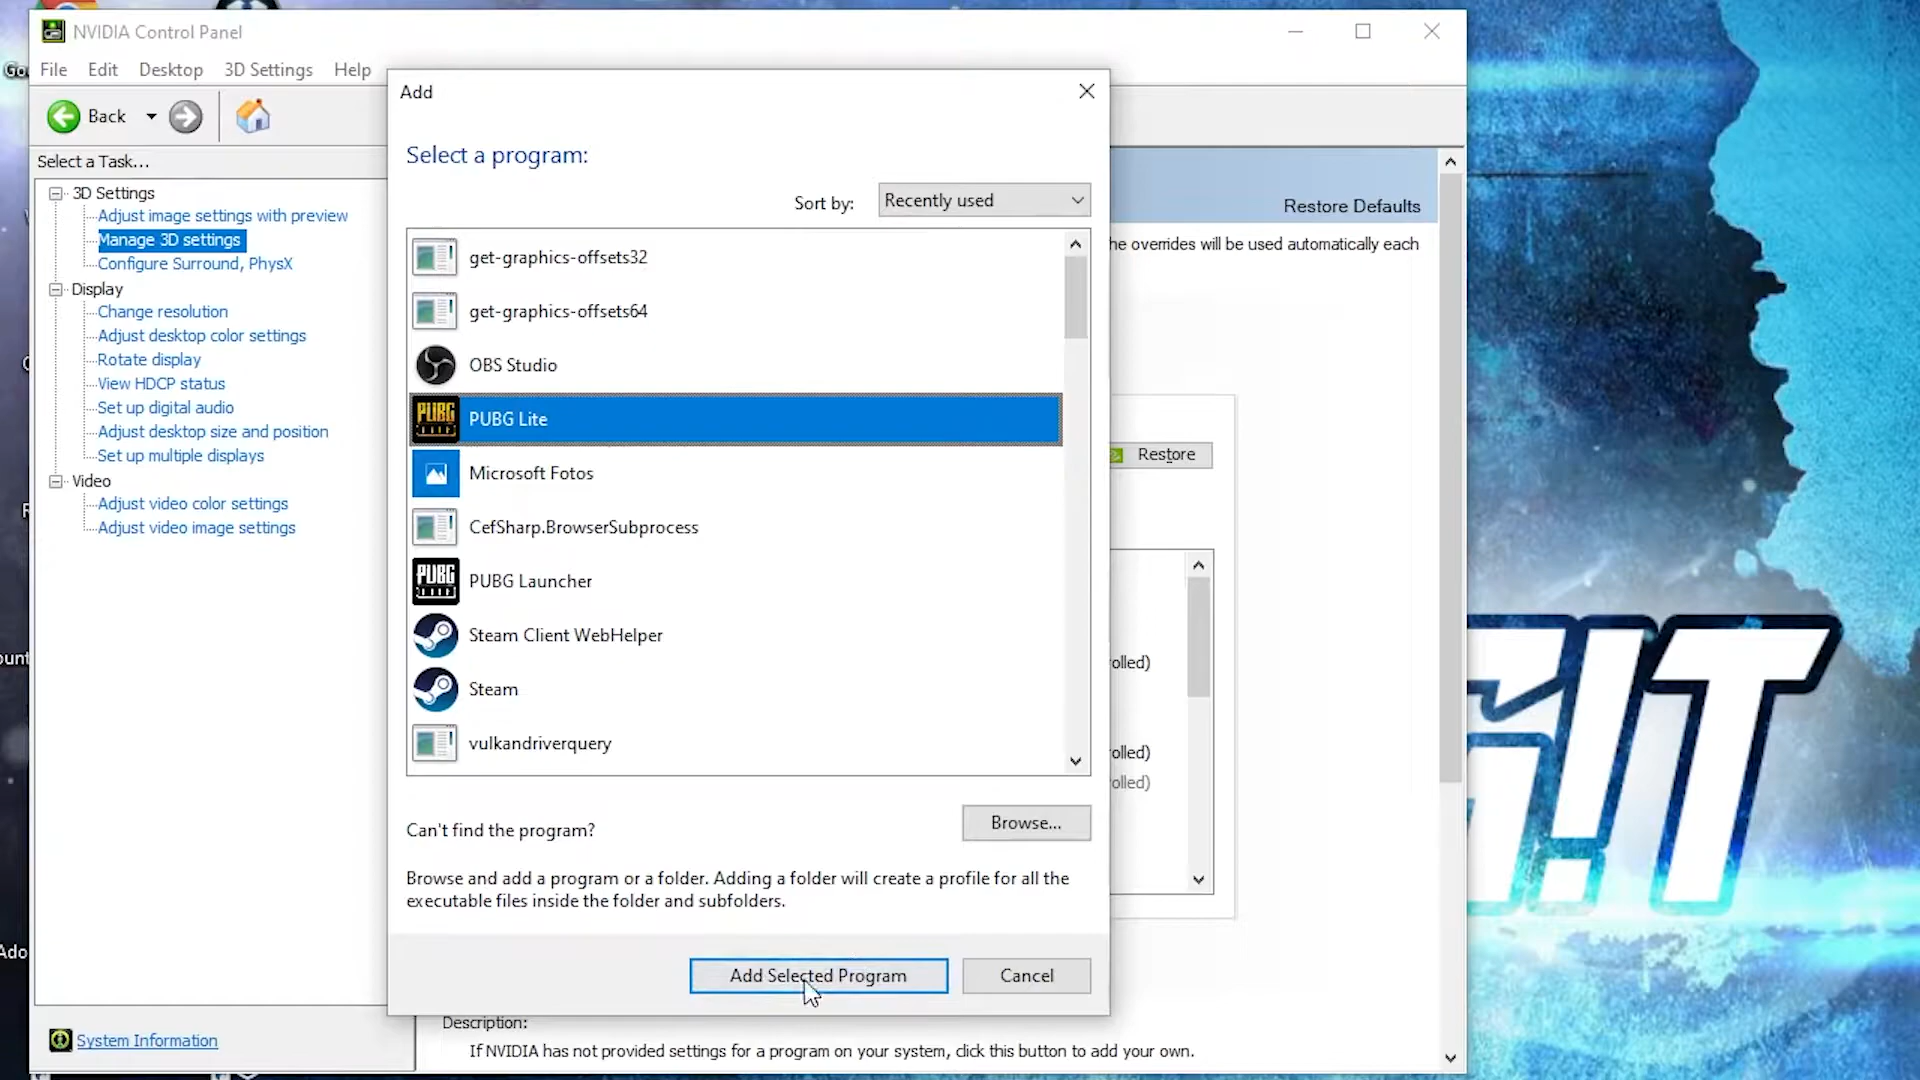 NVIDIA Control Panel
File Edit Desktop 3D Settings Help
Back
Select a Task...
3D Settings
Adjust image settings with preview
Manage 3D settings
Configure Surround, PhysX
Display
Change resolution
Adjust desktop color settings
Rotate display
View HDCP status
Set up digital audio
Adjust desktop size and position
Set up multiple displays
Video
Adjust video color settings
Adjust video image settings
System Information
Add
Select a program:
Sort by: Recently used
get-graphics-offsets32
get-graphics-offsets64
OBS Studio
PUBG LITE PUBG Lite
Microsoft Fotos
CefSharp.BrowserSubprocess
PUBG LITE PUBG Launcher
Steam Client WebHelper
Steam
vulkandriverquery
Can't find the program?
Browse...
Browse and add a program or a folder. Adding a folder will create a profile for all the
executable files inside the folder and subfolders.
Add Selected Program
Cancel
Restore Defaults
he overrides will be used automatically each
Restore
olled)
olled)
olled)
Description:
If NVIDIA has not provided settings for a program on your system, click this button to add your own.
Go
ount
Ado
G!T